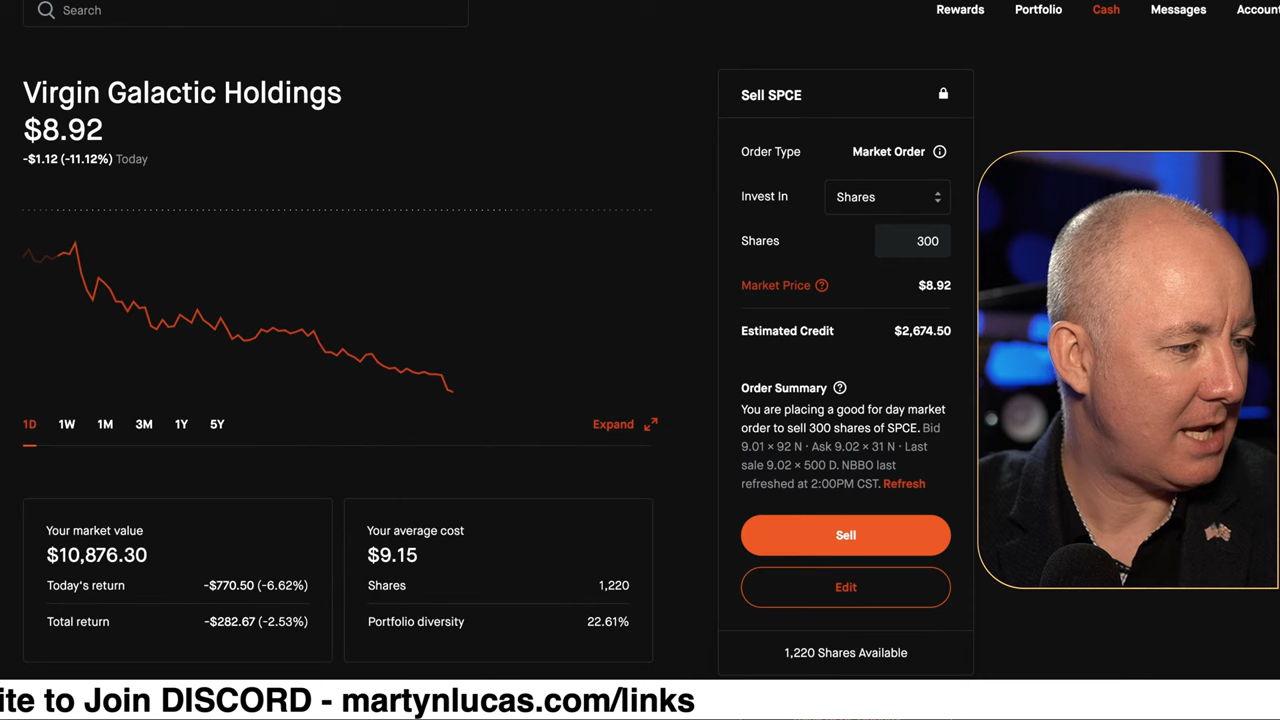 Search
Rewards
Portfolio
Cash
Messages
Account
Virgin Galactic Holdings
$8.92
-$1.12 (-11.12%) Today
1D
1W
1M
3M
1Y
5Y
Expand
Your market value
$10,876.30
Today's return
-$770.50 (-6.62%)
Total return
-$282.67 (-2.53%)
Your average cost
$9.15
Shares
1,220
Portfolio diversity
22.61%
Sell SPCE
Order Type
Market Order
Invest In
Shares
Shares
300
Market Price
$8.92
Estimated Credit
$2,674.50
Order Summary
You are placing a good for day market
order to sell 300 shares of SPCE. Bid
9.01 × 92 N · Ask 9.02 × 31 N · Last
sale 9.02 × 500 D. NBBO last
refreshed at 2:00PM CST. Refresh
Sell
Edit
1,220 Shares Available
ite to Join DISCORD - martynlucas.com/links